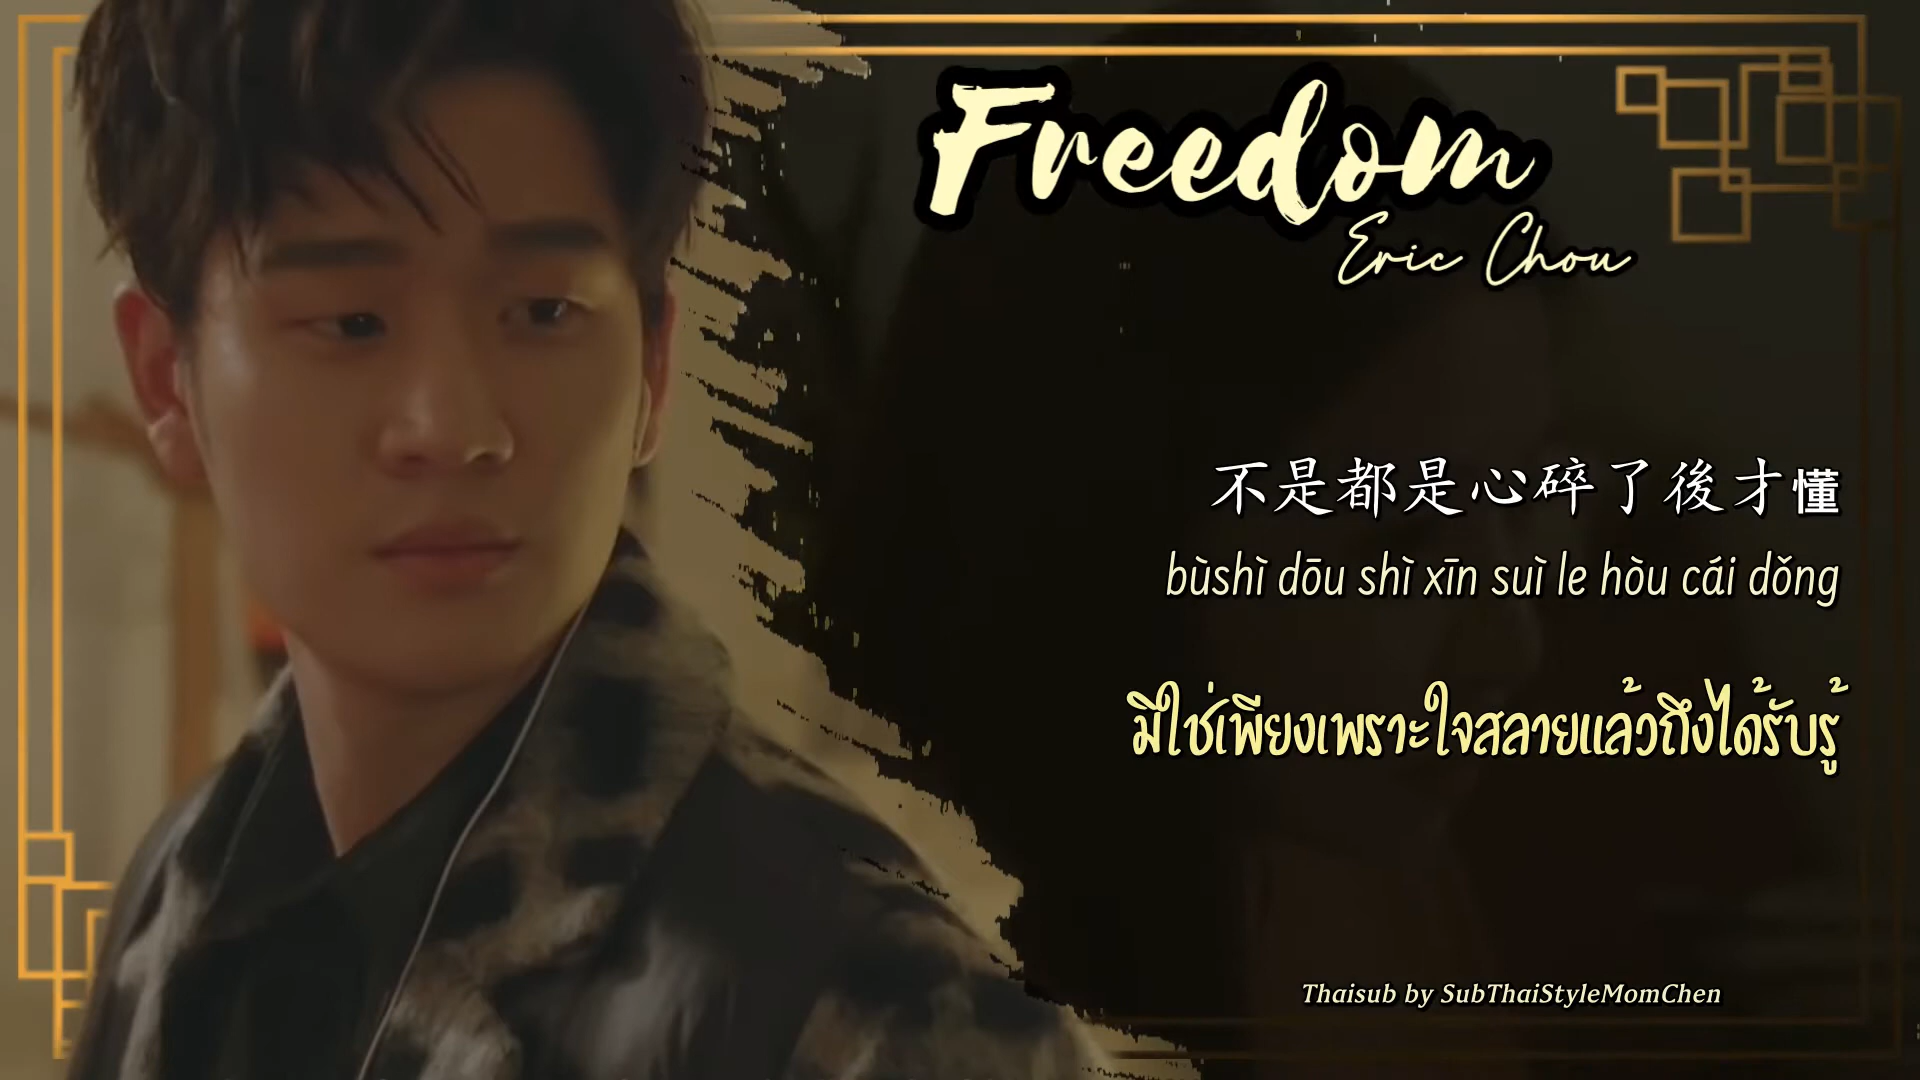 Freedom
Eric Chou
不是都是心碎了後才懂
bùshì dōu shì xīn suì le hòu cái dǒng
มิใช่เพียงเพราะใจสลายแล้วถึงได้รับรู้
Thaisub by SubThaiStyleMomChen